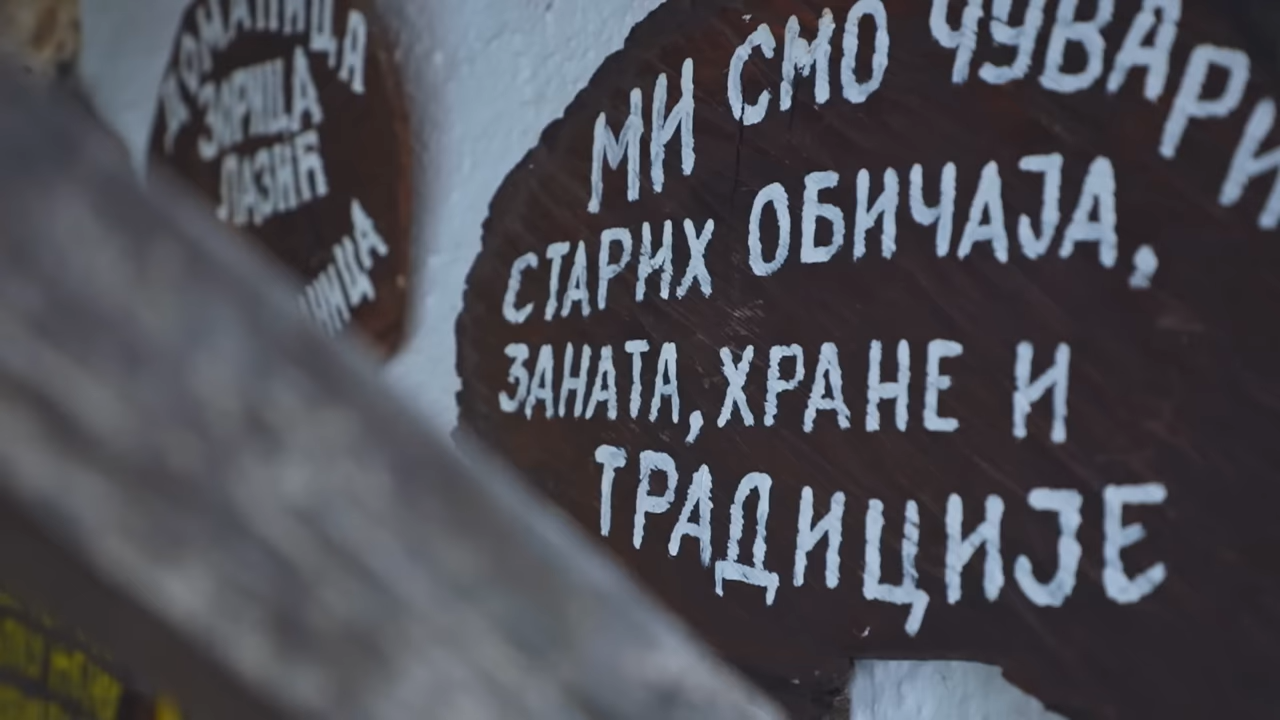 ЗОРИЦА
ЛАЗИЋ
МИ СМО ЧУВАРИ
СТАРИХ ОБИЧАЈА,
ЗАНАТА, ХРАНЕ И
ТРАДИЦИЈЕ